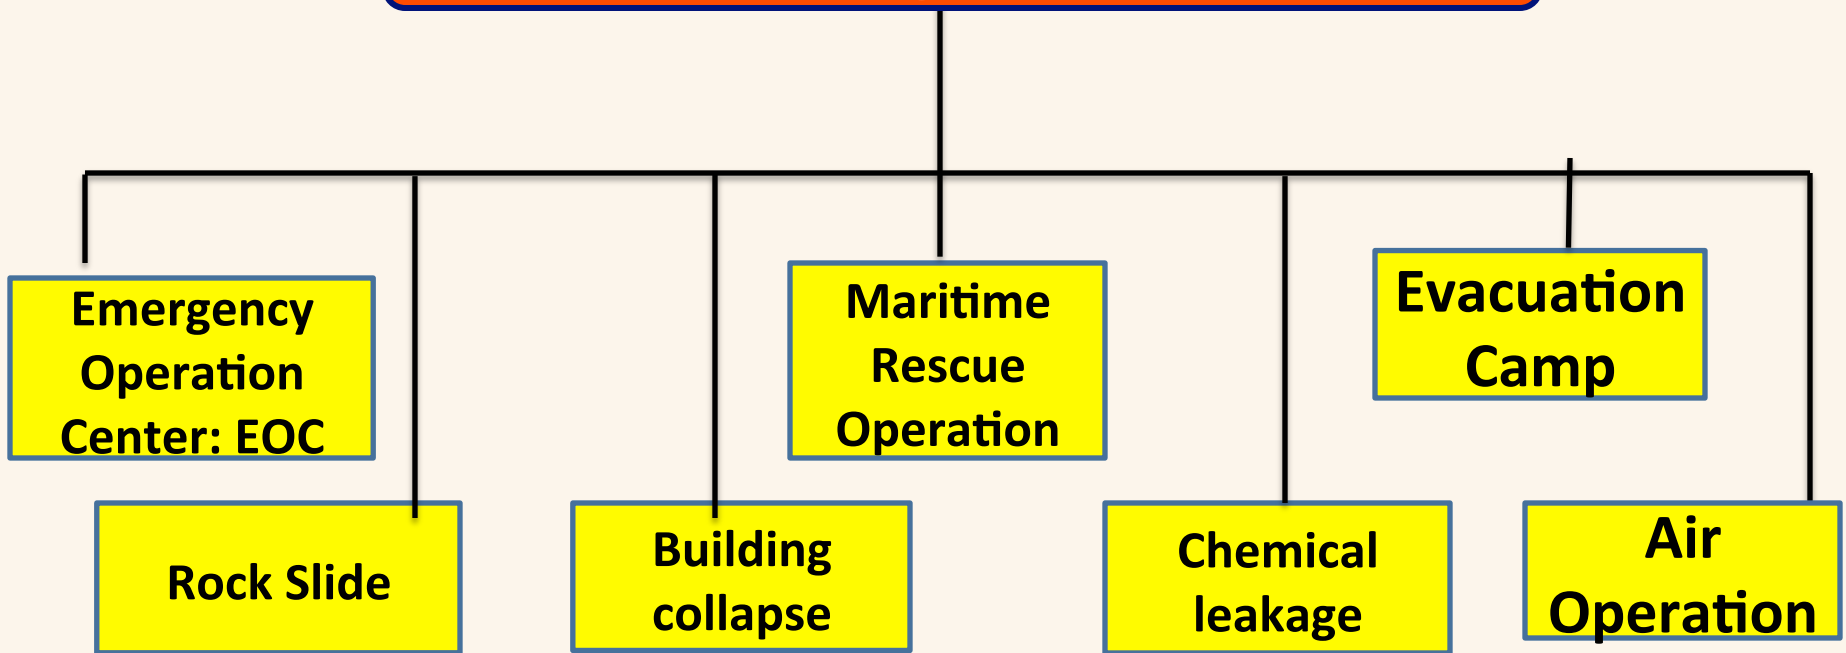 Emergency
Operation
Center: EOC
Maritime
Rescue
Operation
Evacuation
Camp
Rock Slide
Building
collapse
Chemical
leakage
Air
Operation